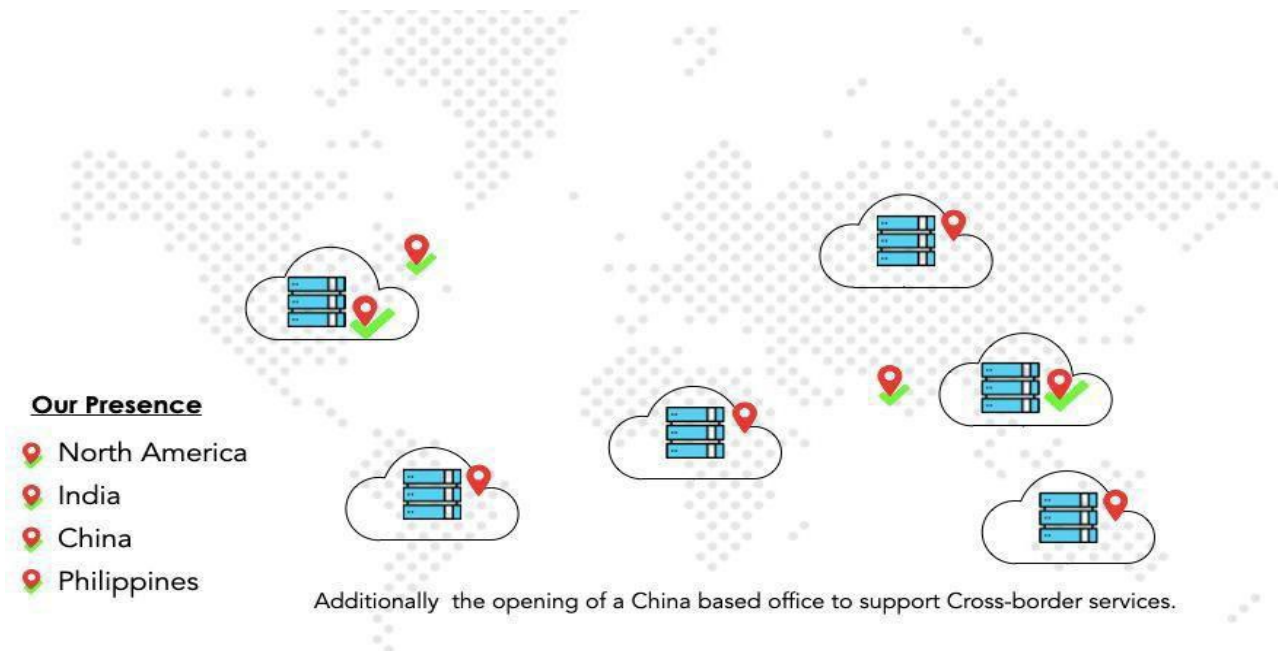 Our Presence
North America
India
China
Philippines
Additionally the opening of a China based office to support Cross-border services.